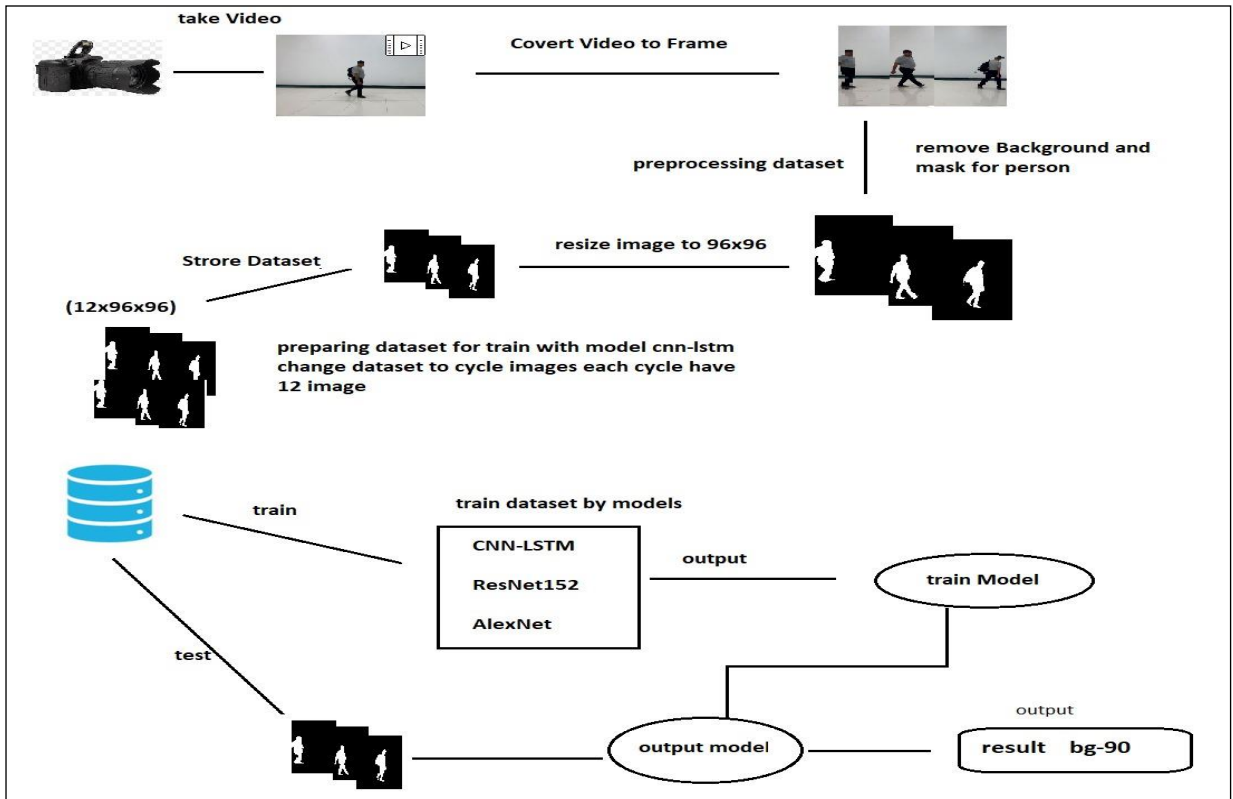 take Video
Covert Video to Frame
preprocessing dataset
remove Background and
mask for person
resize image to 96x96
Strore Dataset
(12x96x96)
preparing dataset for train with model cnn-lstm
change dataset to cycle images each cycle have
12 image
train
train dataset by models
CNN-LSTM
ResNet152
AlexNet
output
train Model
test
output model
output
result bg-90